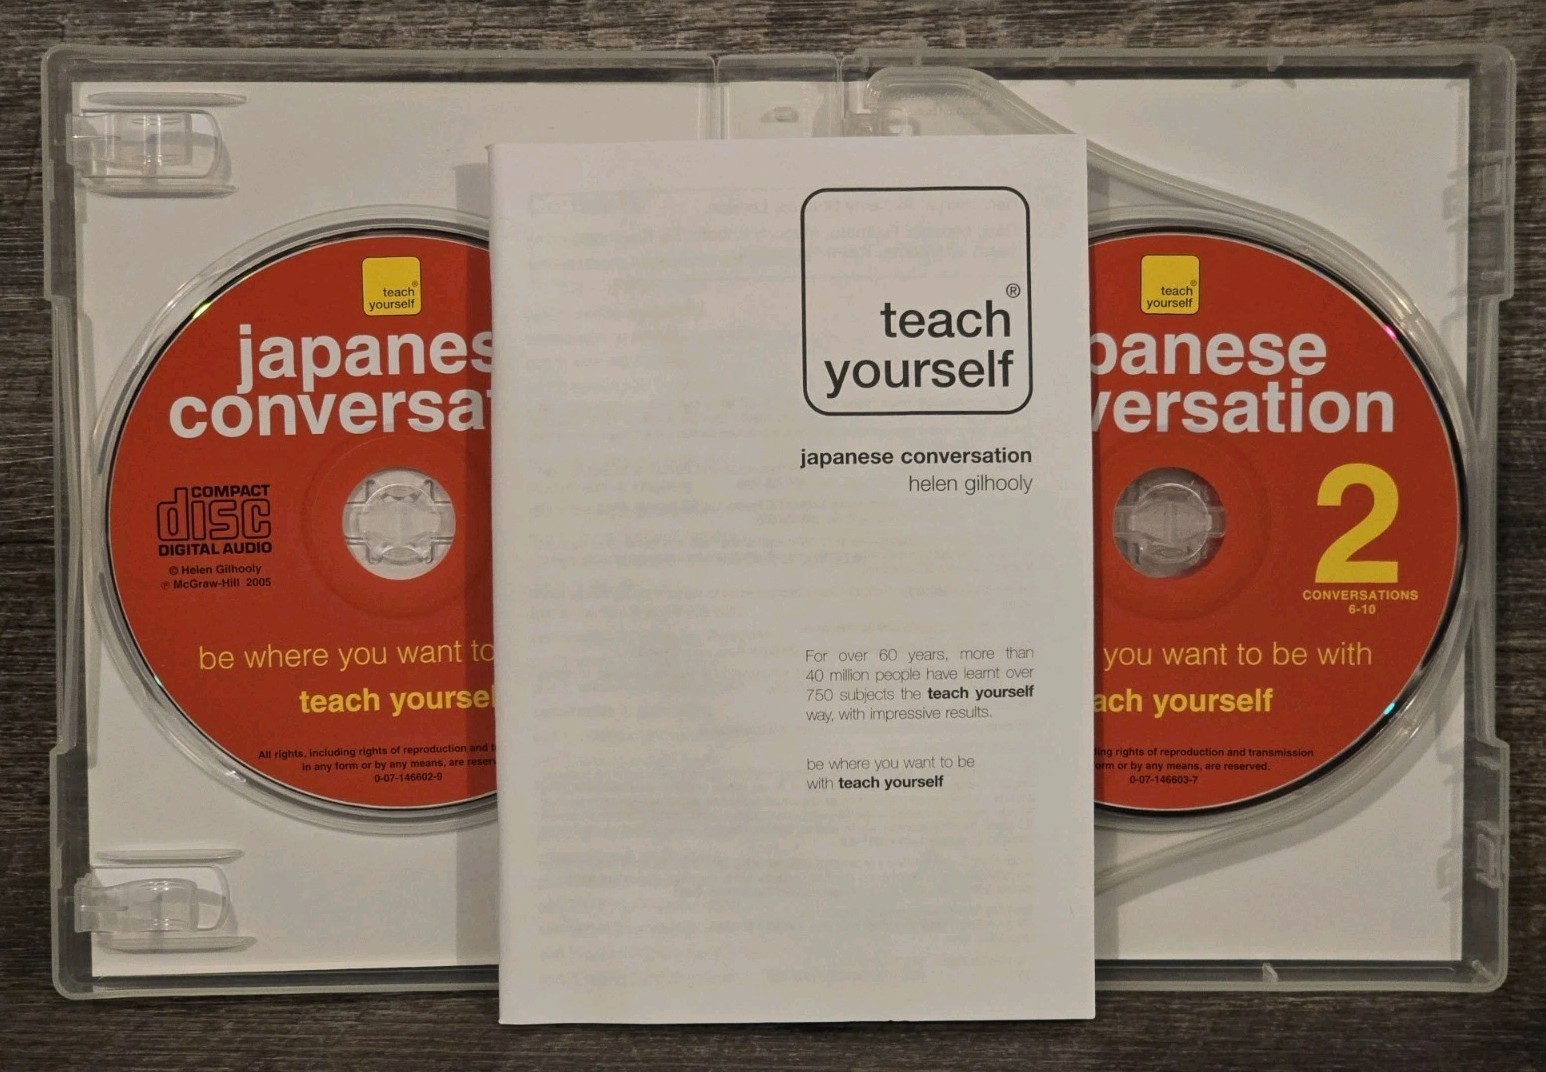 teach
yourself®
japanes
conversat
COMPACT
disc
DIGITAL AUDIO
© Helen Gilhooly
℗ McGraw-Hill 2005
be where you want to
teach yoursel
All rights, including rights of reproduction and t
in any form or by any means, are reserv
0-07-146602-9
teach
yourself®
japanese conversation
helen gilhooly
For over 60 years, more than
40 million people have learnt over
750 subjects the teach yourself
way, with impressive results.
be where you want to be
with teach yourself
teach
yourself®
panese
versation
2
CONVERSATIONS
6-10
you want to be with
ach yourself
ing rights of reproduction and transmission
orm or by any means, are reserved.
0-07-146603-7